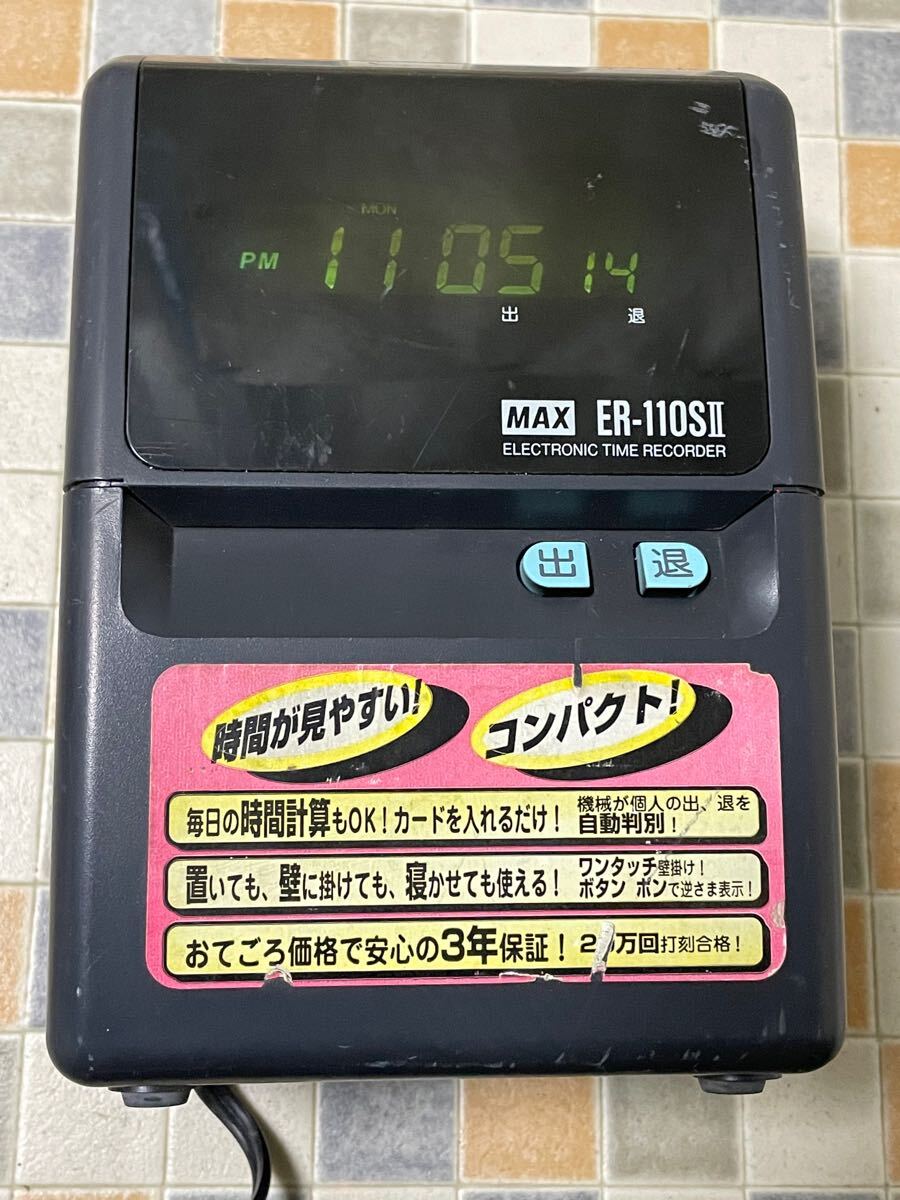 MON
PM 11 05 14
出 退
MAX ER-110SⅡ
ELECTRONIC TIME RECORDER
出 退
時間が見やすい!
コンパクト!
毎日の時間計算もOK!カードを入れるだけ!
機械が個人の出、退を
自動判別!
置いても、壁に掛けても、寝かせても使える!
ワンタッチ壁掛け!
ボタン ポンで逆さま表示!
おてごろ価格で安心の3年保証!
打刻合格!